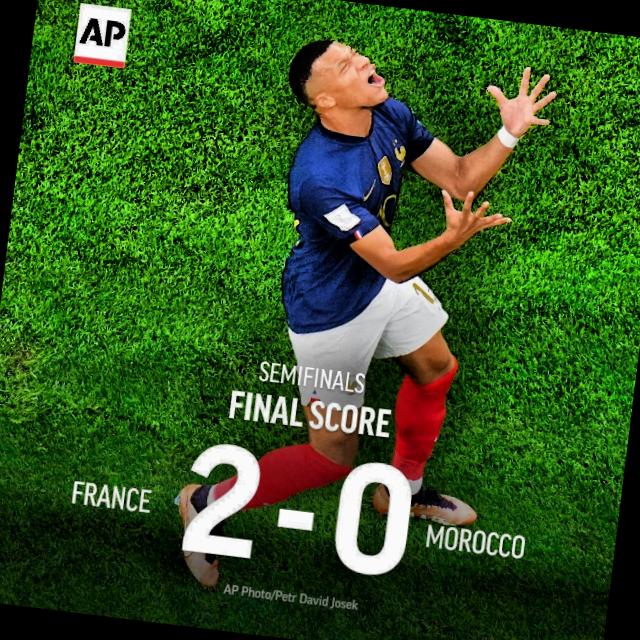 AP
SEMIFINALS
FINAL SCORE
FRANCE
2-0
MOROCCO
AP Photo/Petr David Josek